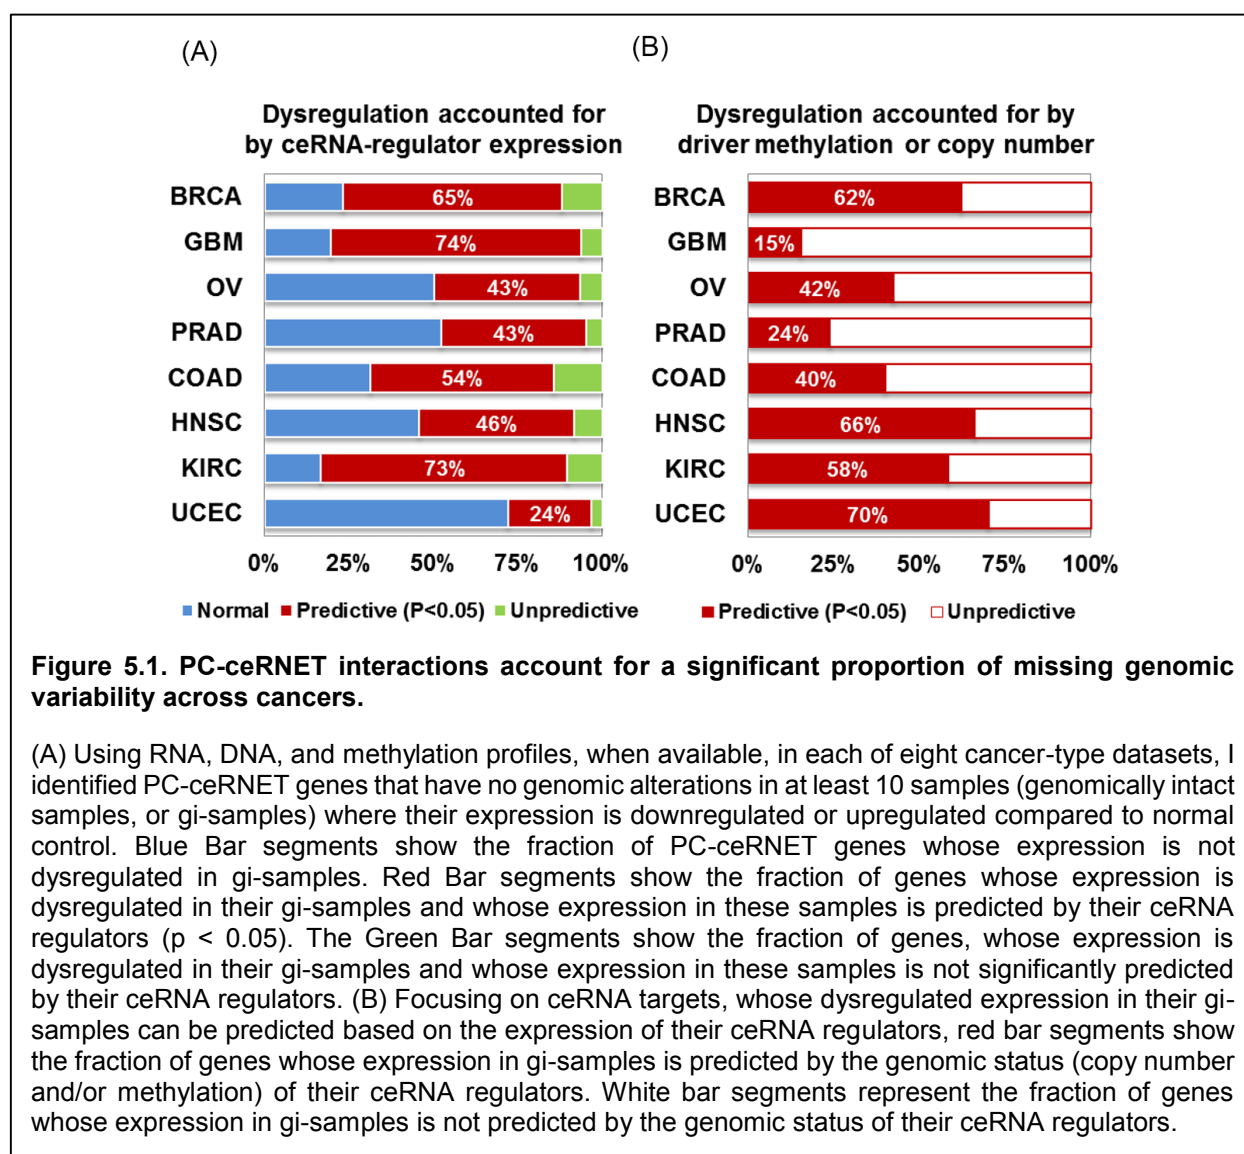 (A)
(B)
Dysregulation accounted for
by ceRNA-regulator expression
BRCA
65%
GBM
74%
OV
43%
PRAD
43%
COAD
54%
HNSC
46%
KIRC
73%
UCEC
24%
0% 25% 50% 75% 100%
Normal Predictive (P<0.05) Unpredictive
Dysregulation accounted for by
driver methylation or copy number
BRCA
62%
GBM
15%
OV
42%
PRAD
24%
COAD
40%
HNSC
66%
KIRC
58%
UCEC
70%
0% 25% 50% 75% 100%
Predictive (P<0.05) Unpredictive
Figure 5.1. PC-ceRNET interactions account for a significant proportion of missing genomic
variability across cancers.
(A) Using RNA, DNA, and methylation profiles, when available, in each of eight cancer-type datasets, I
identified PC-ceRNET genes that have no genomic alterations in at least 10 samples (genomically intact
samples, or gi-samples) where their expression is downregulated or upregulated compared to normal
control. Blue Bar segments show the fraction of PC-ceRNET genes whose expression is not
dysregulated in gi-samples. Red Bar segments show the fraction of genes whose expression is
dysregulated in their gi-samples and whose expression in these samples is predicted by their ceRNA
regulators (p < 0.05). The Green Bar segments show the fraction of genes, whose expression is
dysregulated in their gi-samples and whose expression in these samples is not significantly predicted
by their ceRNA regulators. (B) Focusing on ceRNA targets, whose dysregulated expression in their gi-
samples can be predicted based on the expression of their ceRNA regulators, red bar segments show
the fraction of genes whose expression in gi-samples is predicted by the genomic status (copy number
and/or methylation) of their ceRNA regulators. White bar segments represent the fraction of genes
whose expression in gi-samples is not predicted by the genomic status of their ceRNA regulators.